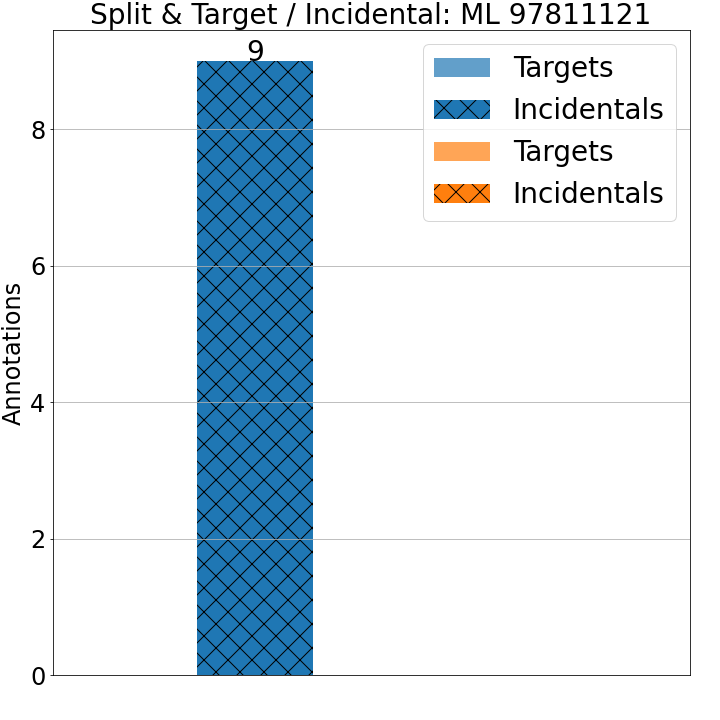 Split & Target / Incidental: ML 97811121
9
Targets
Incidentals
Targets
Incidentals
8
6
4
2
0
Annotations